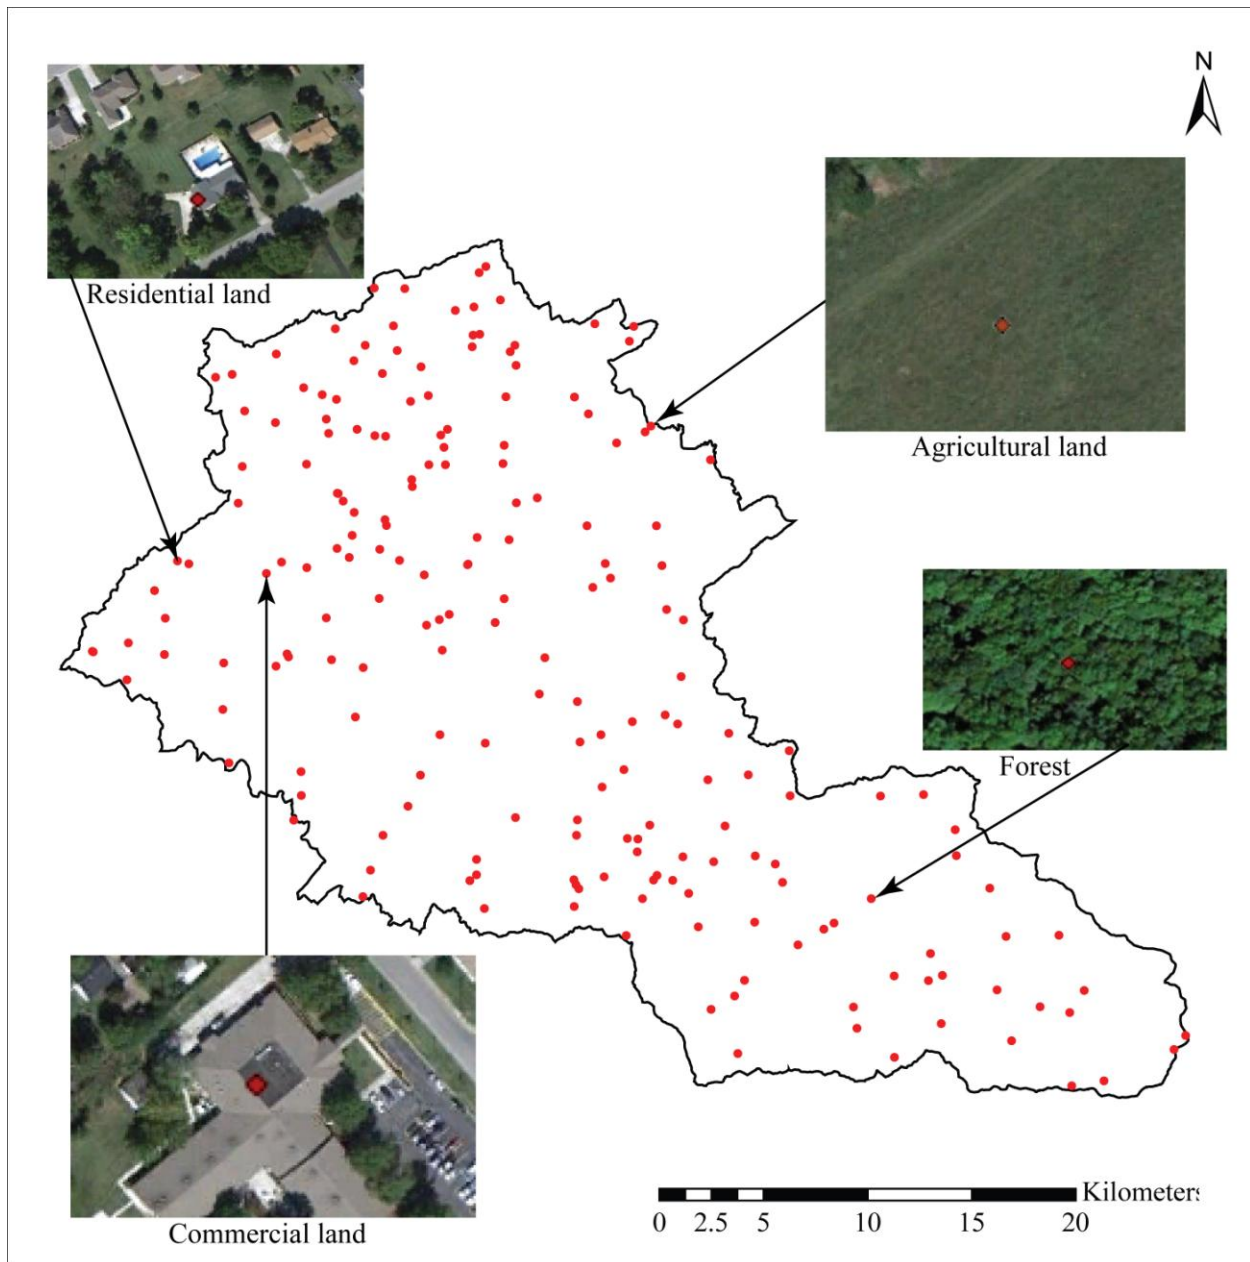 N
Residential land
Agricultural land
Forest
Commercial land
Kilometers
0 2.5 5 10 15 20